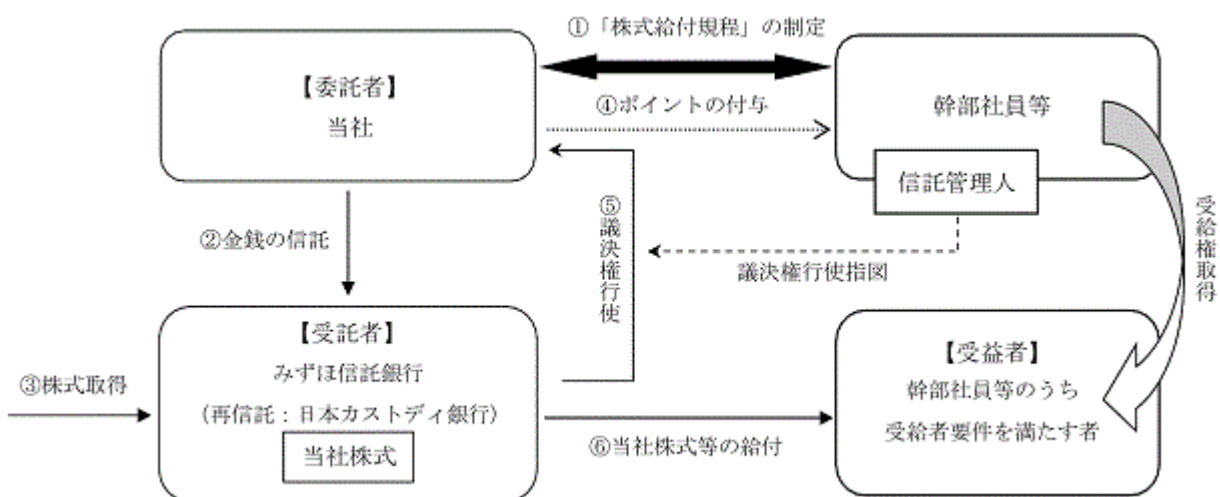 ①「株式給付規程」の制定
【委託者】
当社
④ポイントの付与
幹部社員等
信託管理人
②金銭の信託
⑤議決権行使
議決権行使指図
受給権取得
【受託者】
みずほ信託銀行
(再信託：日本カストディ銀行)
当社株式
③株式取得
⑥当社株式等の給付
【受益者】
幹部社員等のうち
受給者要件を満たす者